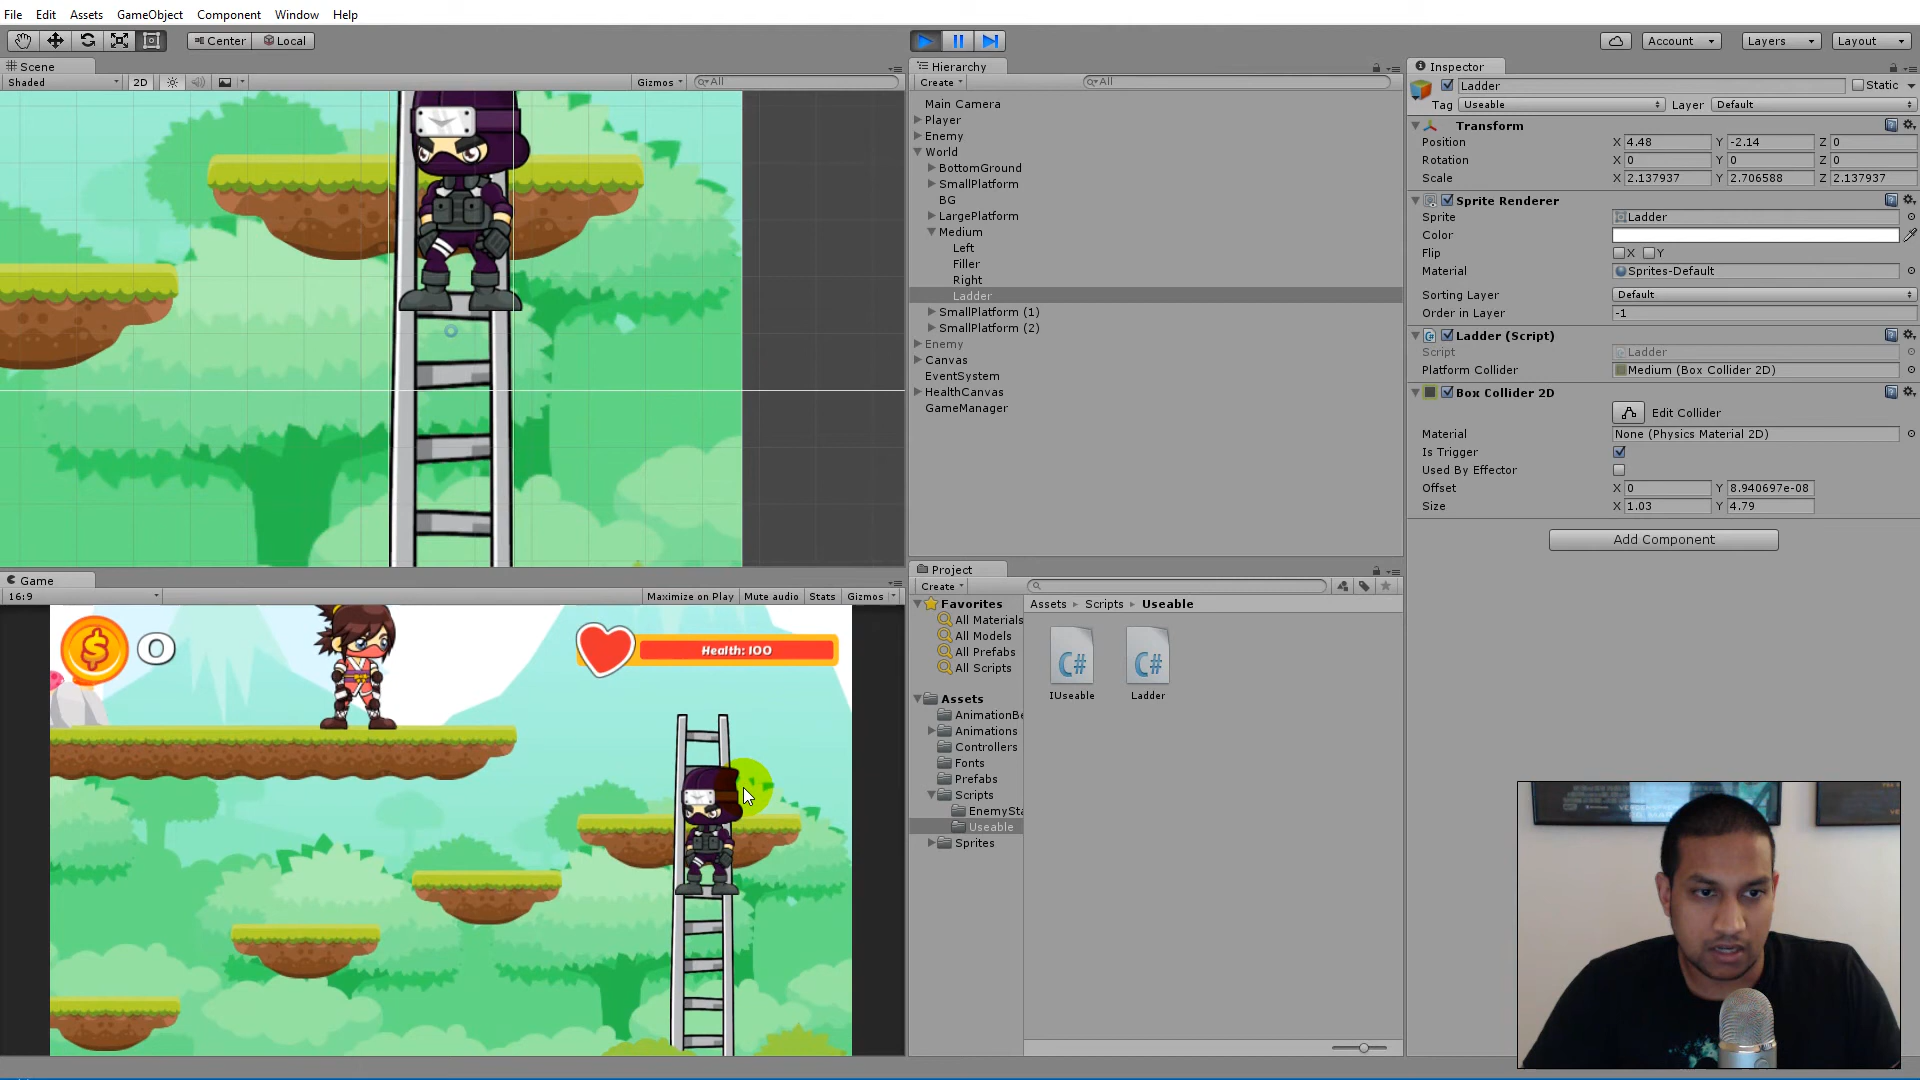 File Edit Assets GameObject Component Window Help
Center Local
Account Layers Layout
Scene
Shaded 2D Gizmos All
Hierarchy
Create All
Main Camera
Player
Enemy
World
BottomGround
SmallPlatform
BG
LargePlatform
Medium
Left
Filler
Right
Ladder
SmallPlatform (1)
SmallPlatform (2)
Enemy
Canvas
EventSystem
HealthCanvas
GameManager
Inspector
Ladder Static
Tag Useable Layer Default
Transform
Position X 4.48 Y -2.14 Z 0
Rotation X 0 Y 0 Z 0
Scale X 2.137937 Y 2.706588 Z 2.137937
Sprite Renderer
Sprite Ladder
Color
Flip X Y
Material Sprites-Default
Sorting Layer Default
Order in Layer -1
Ladder (Script)
Script Ladder
Platform Collider Medium (Box Collider 2D)
Box Collider 2D
Edit Collider
Material None (Physics Material 2D)
Is Trigger
Used By Effector
Offset X 0 Y 8.940697e-08
Size X 1.03 Y 4.79
Add Component
Game
16:9 Maximize on Play Mute audio Stats Gizmos
0
Health: 100
Project
Create
Favorites
All Materials
All Models
All Prefabs
All Scripts
Assets
AnimationBe
Animations
Controllers
Fonts
Prefabs
Scripts
EnemySta
Useable
Sprites
Assets Scripts Useable
C# C#
IUseable Ladder